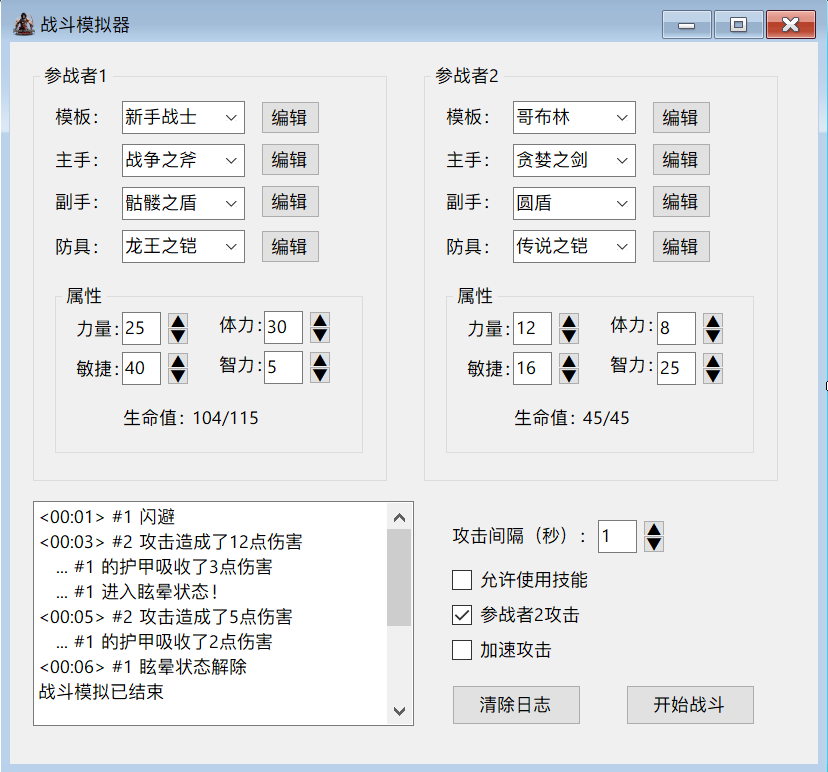 战斗模拟器
参战者1
模板： 新手战士 编辑
主手： 战争之斧 编辑
副手： 骷髅之盾 编辑
防具： 龙王之铠 编辑
属性
力量: 25 体力: 30
敏捷: 40 智力: 5
生命值: 104/115
参战者2
模板： 哥布林 编辑
主手： 贪婪之剑 编辑
副手： 圆盾 编辑
防具： 传说之铠 编辑
属性
力量: 12 体力: 8
敏捷: 16 智力: 25
生命值: 45/45
<00:01> #1 闪避
<00:03> #2 攻击造成了12点伤害
... #1 的护甲吸收了3点伤害
... #1 进入眩晕状态！
<00:05> #2 攻击造成了5点伤害
... #1 的护甲吸收了2点伤害
<00:06> #1 眩晕状态解除
战斗模拟已结束
攻击间隔（秒）: 1
允许使用技能
参战者2攻击
加速攻击
清除日志 开始战斗